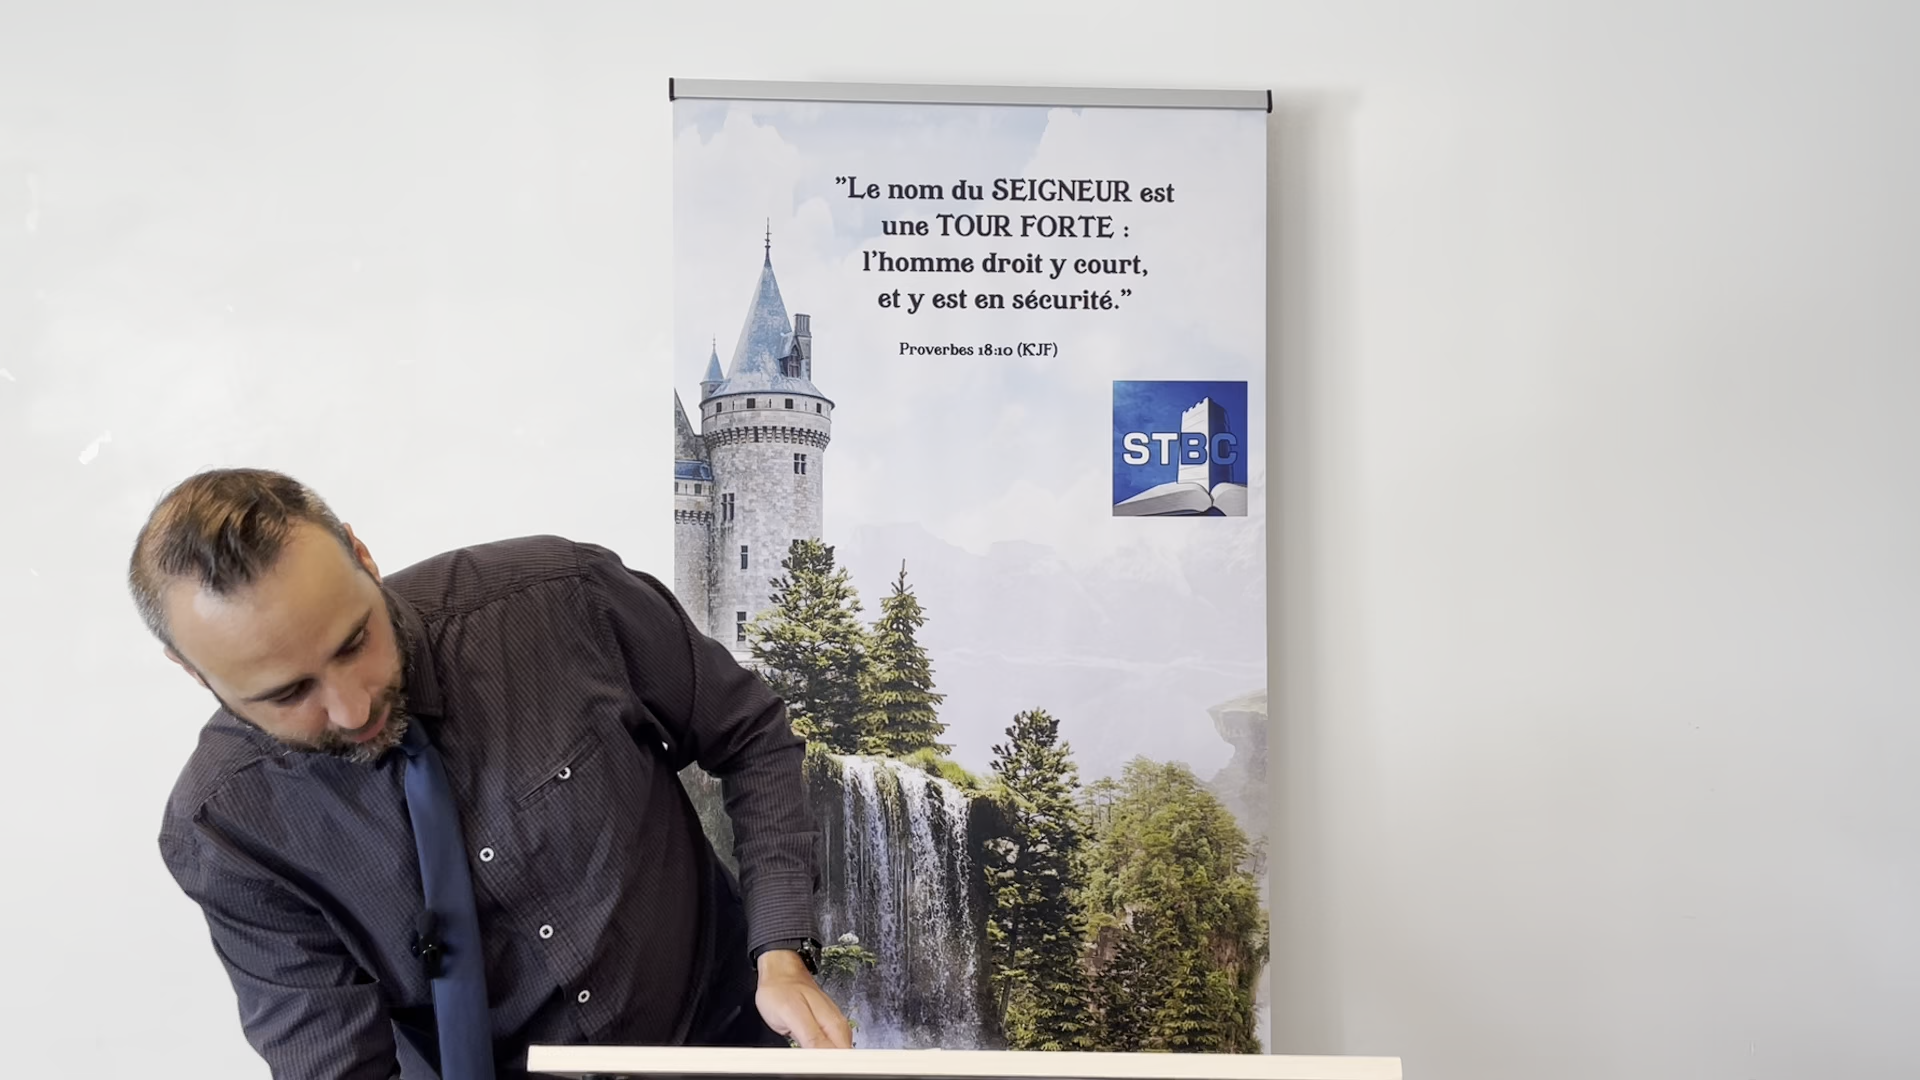 ”Le nom du SEIGNEUR est
une TOUR FORTE :
l’homme droit y court,
et y est en sécurité.”
Proverbes 18:10 (KJF)
STBC